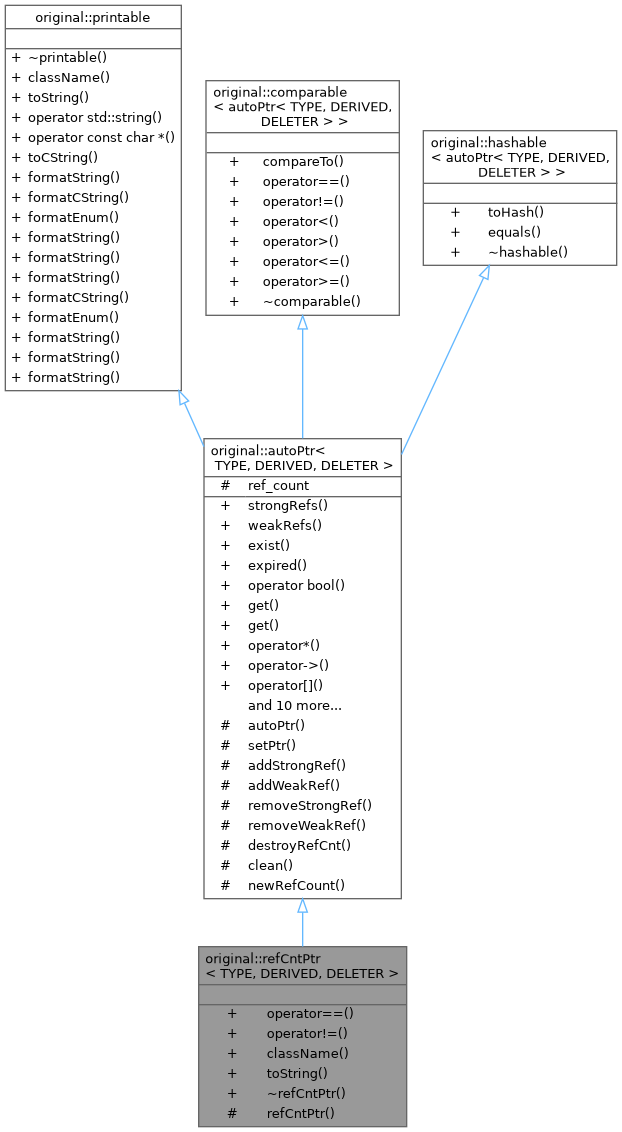 original::printable
+ ~printable()
+ className()
+ toString()
+ operator std::string()
+ operator const char *()
+ toCString()
+ formatString()
+ formatCString()
+ formatEnum()
+ formatString()
+ formatString()
+ formatString()
+ formatCString()
+ formatEnum()
+ formatString()
+ formatString()
+ formatString()
original::comparable
< autoPtr< TYPE, DERIVED,
DELETER > >
+ compareTo()
+ operator==()
+ operator!=()
+ operator<()
+ operator>()
+ operator<=()
+ operator>=()
+ ~comparable()
original::hashable
< autoPtr< TYPE, DERIVED,
DELETER > >
+ toHash()
+ equals()
+ ~hashable()
original::autoPtr<
TYPE, DERIVED, DELETER >
# ref_count
+ strongRefs()
+ weakRefs()
+ exist()
+ expired()
+ operator bool()
+ get()
+ get()
+ operator*()
+ operator->()
+ operator[]()
and 10 more...
# autoPtr()
# setPtr()
# addStrongRef()
# addWeakRef()
# removeStrongRef()
# removeWeakRef()
# destroyRefCnt()
# clean()
# newRefCount()
original::refCntPtr
< TYPE, DERIVED, DELETER >
+ operator==()
+ operator!=()
+ className()
+ toString()
+ ~refCntPtr()
# refCntPtr()